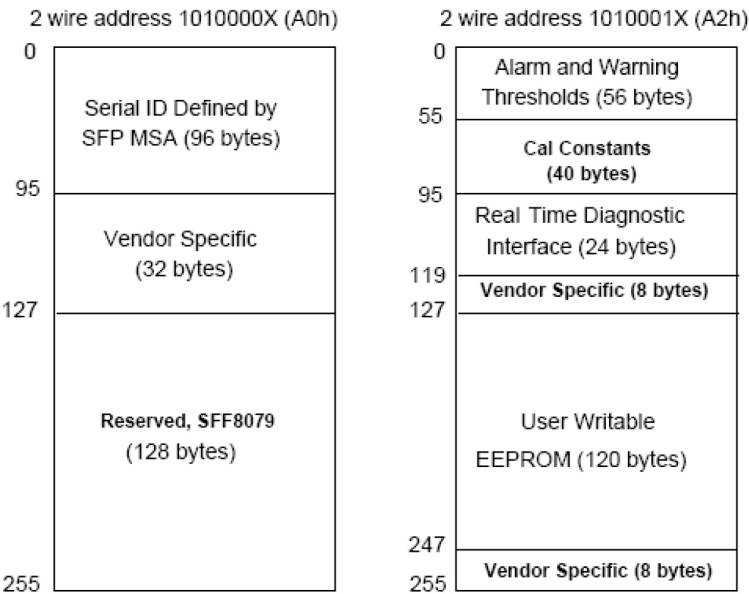 2 wire address 1010000X (A0h)
0
Serial ID Defined by
SFP MSA (96 bytes)
95
Vendor Specific
(32 bytes)
127
Reserved, SFF8079
(128 bytes)
255
2 wire address 1010001X (A2h)
0
Alarm and Warning
Thresholds (56 bytes)
55
Cal Constants
(40 bytes)
95
Real Time Diagnostic
Interface (24 bytes)
119
Vendor Specific (8 bytes)
127
User Writable
EEPROM (120 bytes)
247
Vendor Specific (8 bytes)
255